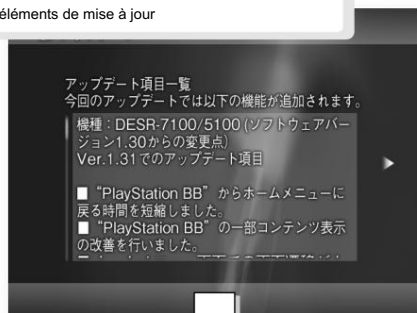 éléments de mise à jour
アップデート項目一覧
今回のアップデートでは以下の機能が追加されます。
機種：DESR-7100/5100 (ソフトウェアバー
ジョン1.30からの変更点)
Ver.1.31でのアップデート項目
■ “PlayStation BB” からホームメニューに
戻る時間を短縮しました。
■ “PlayStation BB” の一部コンテンツ表示
の改善を行いました。